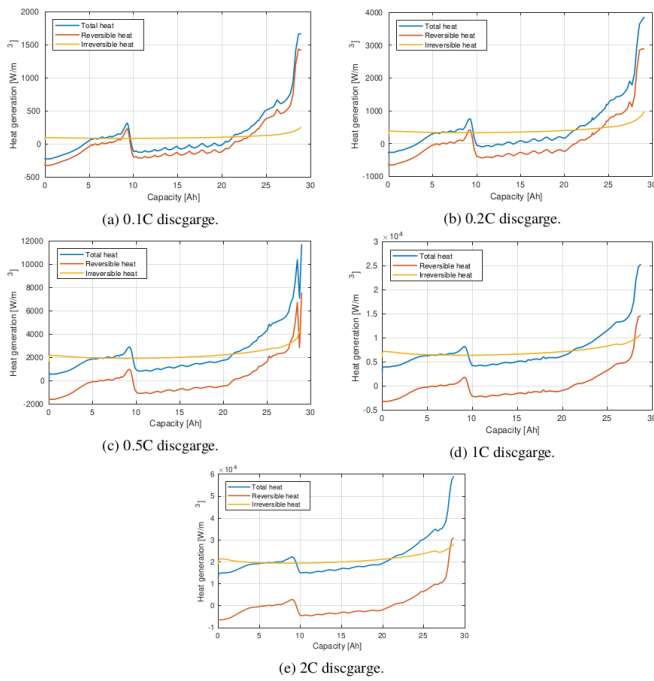 2000
1500
1000
500
0
-500
Heat generation [W/m
3]
Total heat
Reversible heat
Irreversible heat
0 5 10 15 20 25 30
Capacity [Ah]
(a) 0.1C discgarge.
4000
3000
2000
1000
0
-1000
Heat generation [W/m
3]
Total heat
Reversible heat
Irreversible heat
0 5 10 15 20 25 30
Capacity [Ah]
(b) 0.2C discgarge.
12000
10000
8000
6000
4000
2000
0
-2000
Heat generation [W/m
3]
Total heat
Reversible heat
Irreversible heat
0 5 10 15 20 25 30
Capacity [Ah]
(c) 0.5C discgarge.
× 10 4
3
2.5
2
1.5
1
0.5
0
-0.5
Heat generation [W/m
3]
Total heat
Reversible heat
Irreversible heat
0 5 10 15 20 25 30
Capacity [Ah]
(d) 1C discgarge.
× 10 4
6
5
4
3
2
1
0
-1
Heat generation [W/m
3]
Total heat
Reversible heat
Irreversible heat
0 5 10 15 20 25 30
Capacity [Ah]
(e) 2C discgarge.